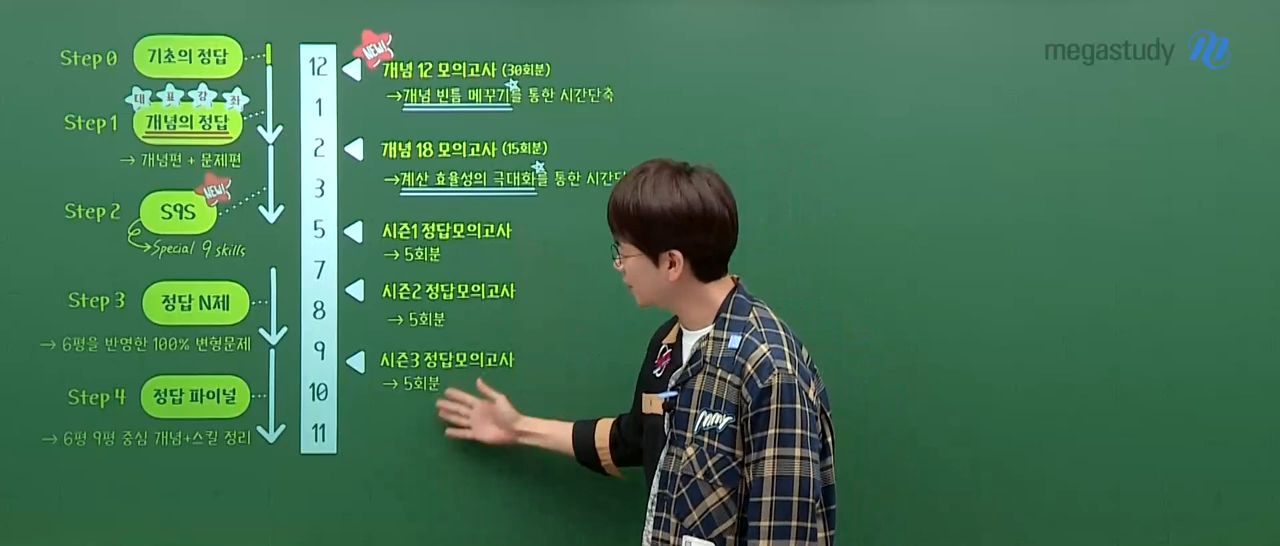 megastudy
Step 0 기초의 정답
대 표 강 좌
Step 1 개념의 정답
→ 개념편 + 문제편
NEW!
Step 2 S9S
→ Special 9 skills
Step 3 정답 N제
→ 6평을 반영한 100% 변형문제
Step 4 정답 파이널
→ 6평 9평 중심 개념+스킬 정리
12
1
2
3
5
7
8
9
10
11
NEW!
개념 12 모의고사 (30회분)
→개념 빈틈 메꾸기를 통한 시간단축
개념 18 모의고사 (15회분)
→계산 효율성의 극대화를 통한 시간
시즌1 정답모의고사
→ 5회분
시즌2 정답모의고사
→ 5회분
시즌3 정답모의고사
→ 5회분